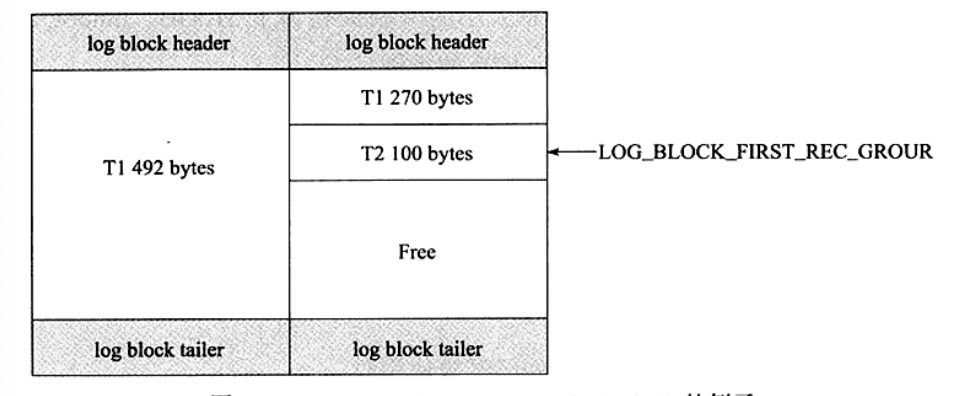 log block header
log block header
T1 492 bytes
T1 270 bytes
T2 100 bytes
LOG_BLOCK_FIRST_REC_GROUR
Free
log block tailer
log block tailer